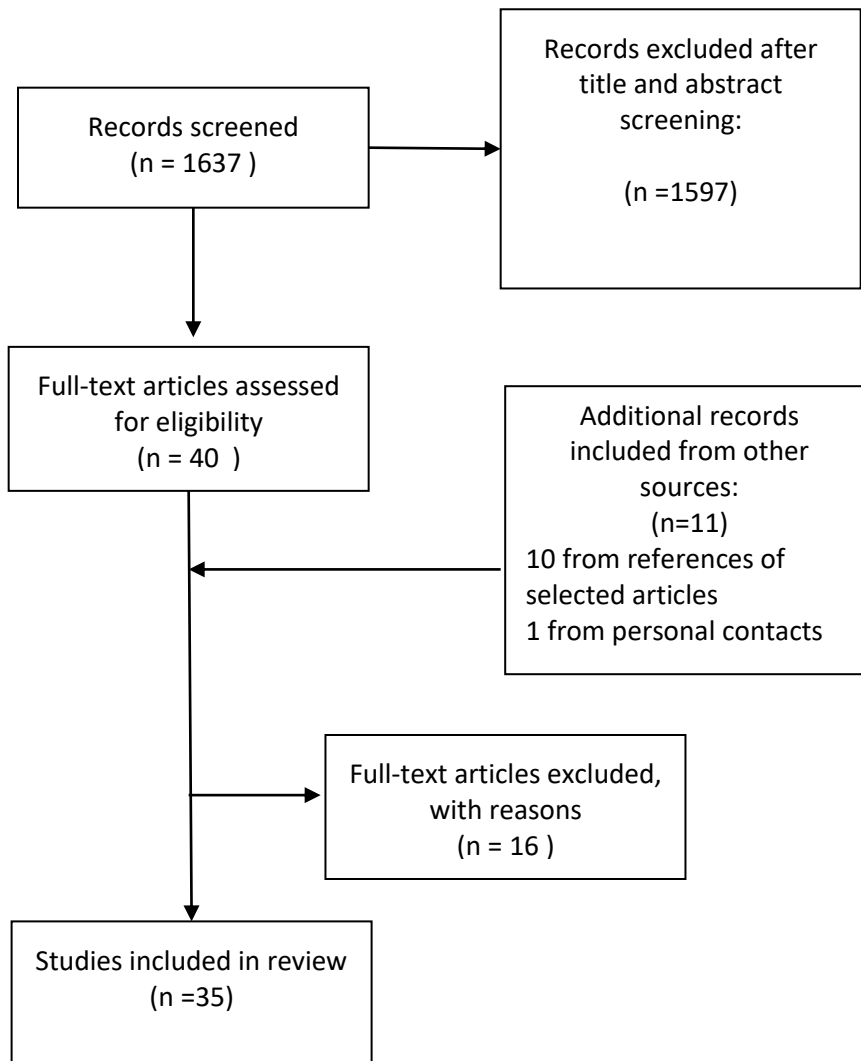 Records screened
(n = 1637 )
Records excluded after
title and abstract
screening:
(n =1597)
Full-text articles assessed
for eligibility
(n = 40 )
Additional records
included from other
sources:
(n=11)
10 from references of
selected articles
1 from personal contacts
Full-text articles excluded,
with reasons
(n = 16 )
Studies included in review
(n =35)